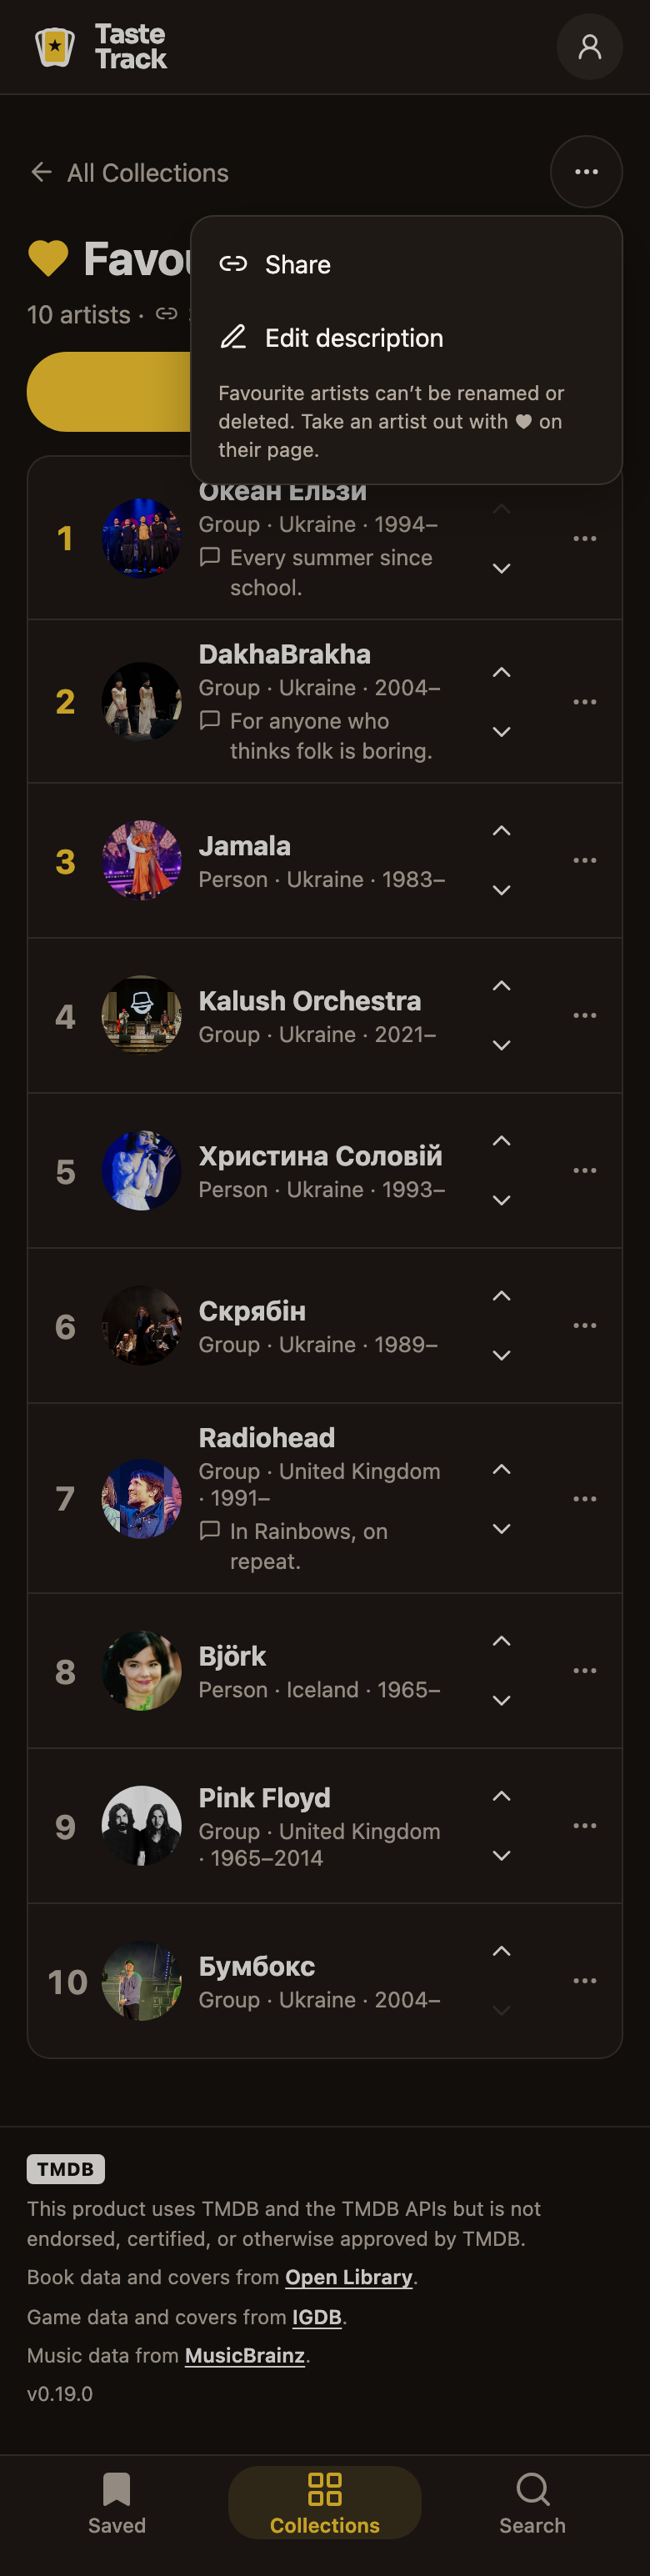 Taste
Track
All Collections
Share
10 artists ·
Edit description
Favourite artists can’t be renamed or
deleted. Take an artist out with ♥ on
their page.
1
Океан Ельзи
Group · Ukraine · 1994–
Every summer since
school.
2
DakhaBrakha
Group · Ukraine · 2004–
For anyone who
thinks folk is boring.
3
Jamala
Person · Ukraine · 1983–
4
Kalush Orchestra
Group · Ukraine · 2021–
5
Христина Соловій
Person · Ukraine · 1993–
6
Скрябін
Group · Ukraine · 1989–
7
Radiohead
Group · United Kingdom
· 1991–
In Rainbows, on
repeat.
8
Björk
Person · Iceland · 1965–
9
Pink Floyd
Group · United Kingdom
· 1965–2014
10
Бумбокс
Group · Ukraine · 2004–
TMDB
This product uses TMDB and the TMDB APIs but is not
endorsed, certified, or otherwise approved by TMDB.
Book data and covers from Open Library.
Game data and covers from IGDB.
Music data from MusicBrainz.
v0.19.0
Saved
Collections
Search